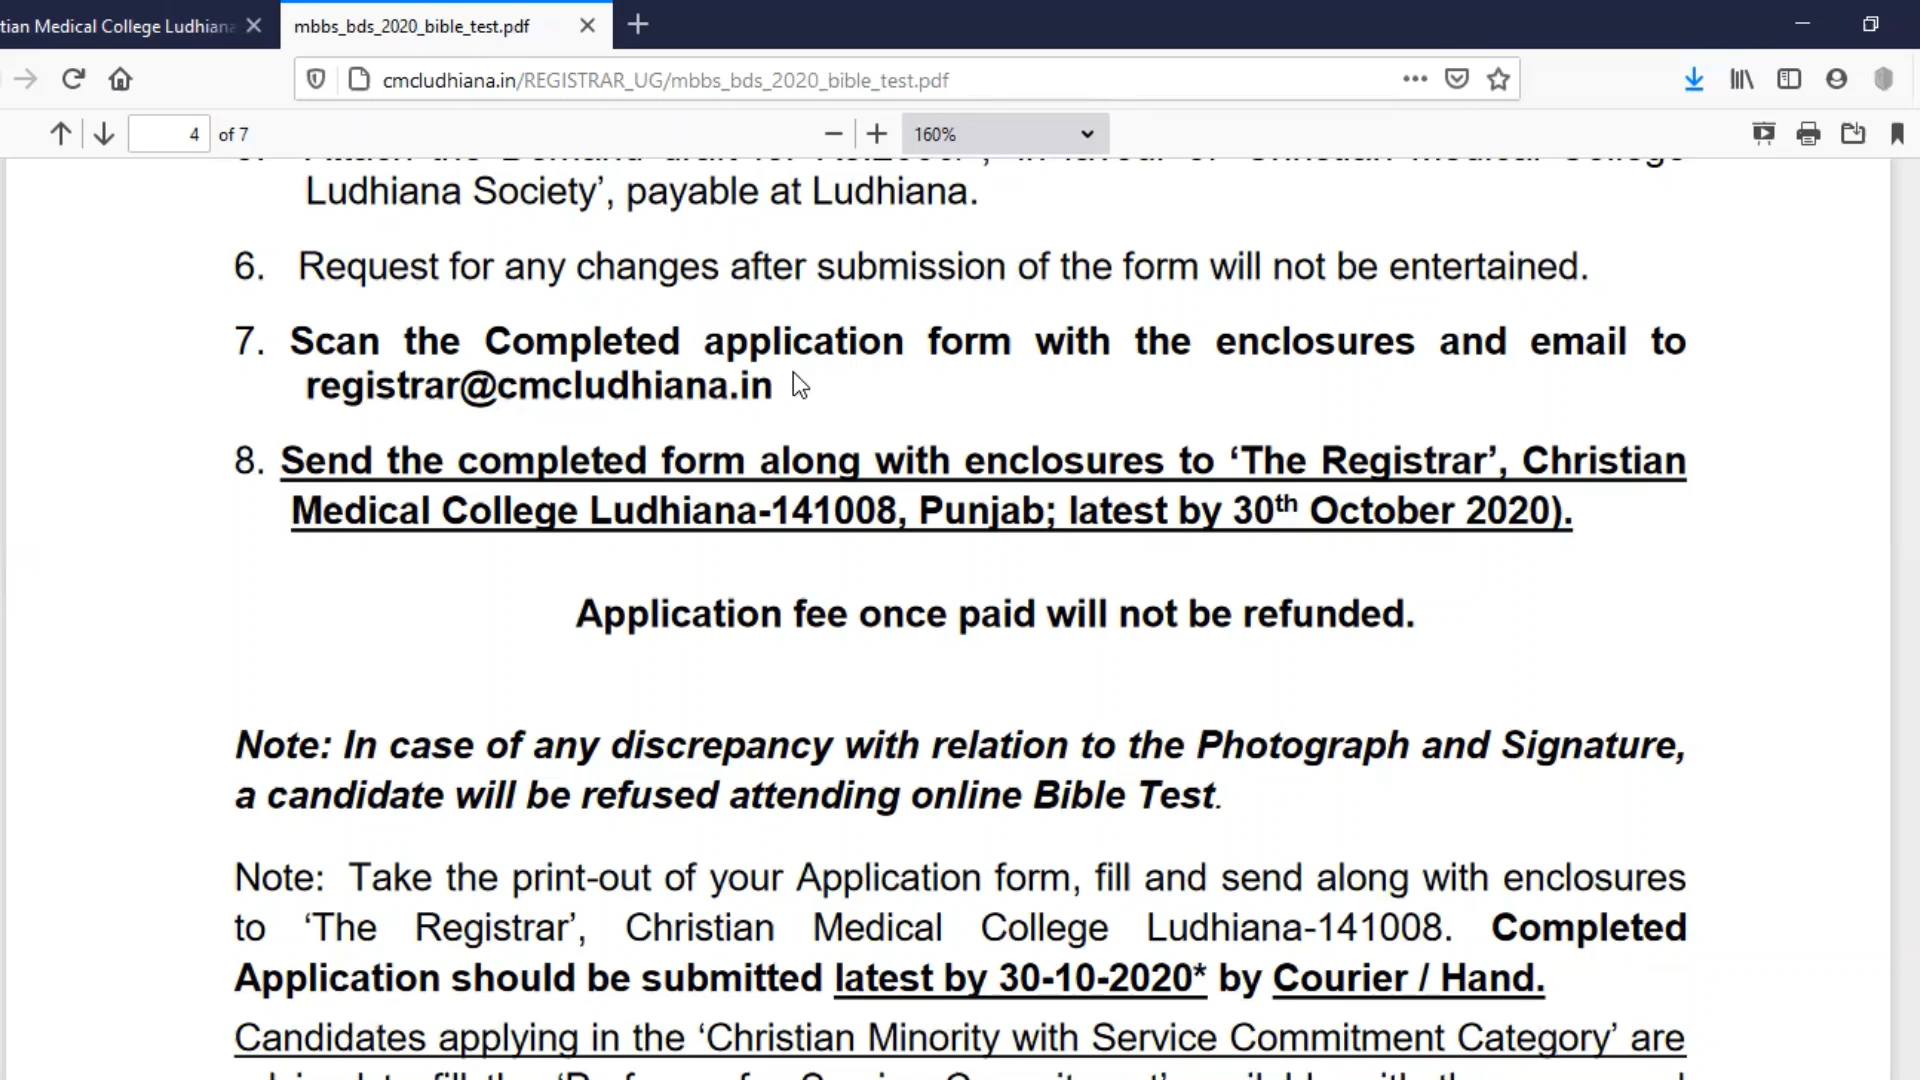 tian Medical College Ludhiana
mbbs_bds_2020_bible_test.pdf
cmcludhiana.in/REGISTRAR_UG/mbbs_bds_2020_bible_test.pdf
4 of 7
160%
Ludhiana Society’, payable at Ludhiana.
6. Request for any changes after submission of the form will not be entertained.
7. Scan the Completed application form with the enclosures and email to
registrar@cmcludhiana.in
8. Send the completed form along with enclosures to ‘The Registrar’, Christian
Medical College Ludhiana-141008, Punjab; latest by 30th October 2020).
Application fee once paid will not be refunded.
Note: In case of any discrepancy with relation to the Photograph and Signature,
a candidate will be refused attending online Bible Test.
Note: Take the print-out of your Application form, fill and send along with enclosures
to ‘The Registrar’, Christian Medical College Ludhiana-141008. Completed
Application should be submitted latest by 30-10-2020* by Courier / Hand.
Candidates applying in the ‘Christian Minority with Service Commitment Category’ are